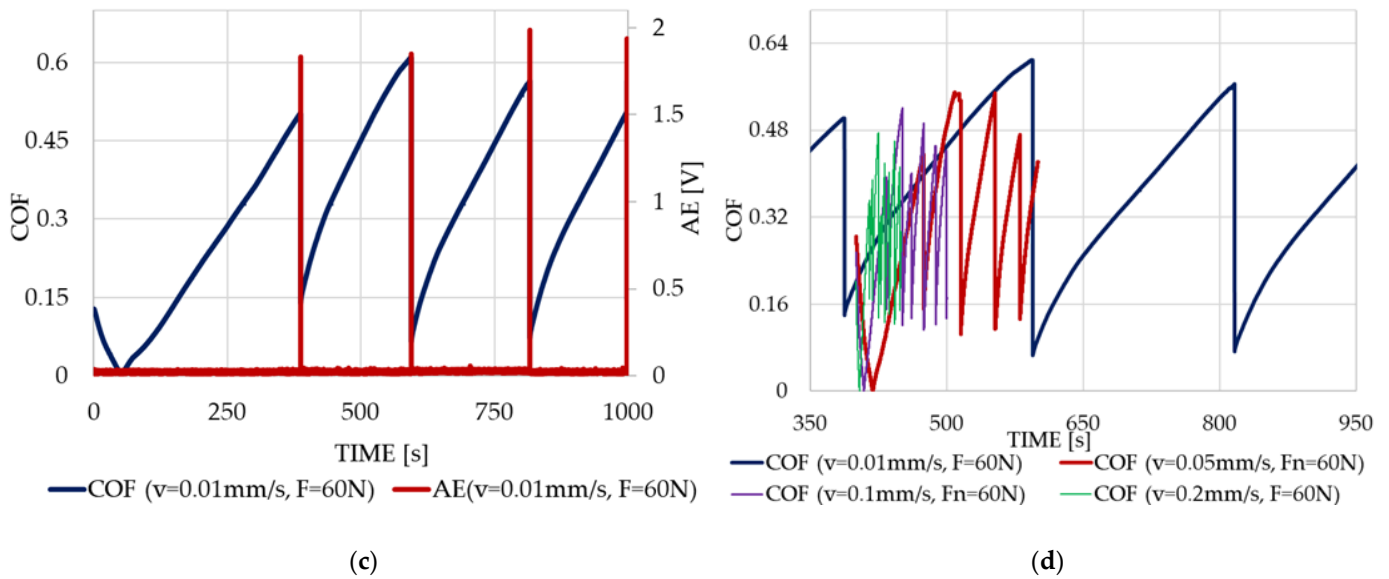 0.6
0.45
0.3
0.15
0
COF
2
1.5
1
0.5
0
AE [V]
0
250
500
750
1000
TIME [s]
COF (v=0.01mm/s, F=60N)
AE(v=0.01mm/s, F=60N)
(c)
0.64
0.48
0.32
0.16
0
COF
350
500
650
800
950
TIME [s]
COF (v=0.01mm/s, F=60N)
COF (v=0.05mm/s, Fn=60N)
COF (v=0.1mm/s, Fn=60N)
COF (v=0.2mm/s, F=60N)
(d)